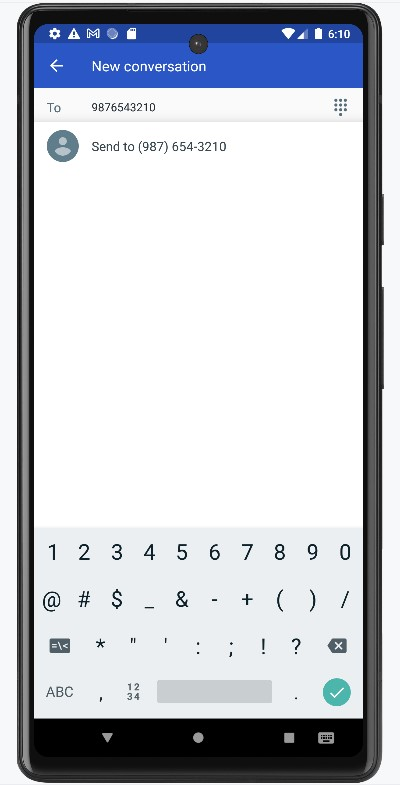 6:10
New conversation
To 9876543210
Send to (987) 654-3210
1 2 3 4 5 6 7 8 9 0
@ # $ _ & - + ( ) /
=\< * " ' : ; ! ?
ABC , 12 34 .